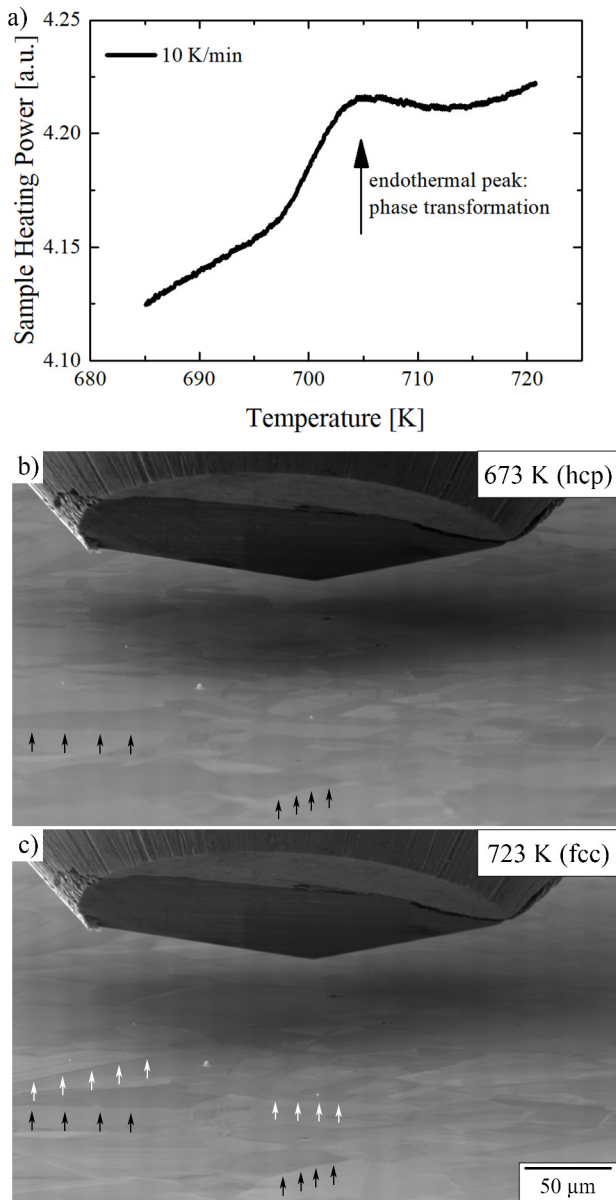 a)
4.25
4.20
4.15
4.10
Sample Heating Power [a.u.]
10 K/min
endothermal peak:
phase transformation
680
690
700
710
720
Temperature [K]
b)
673 K (hcp)
c)
723 K (fcc)
50 µm